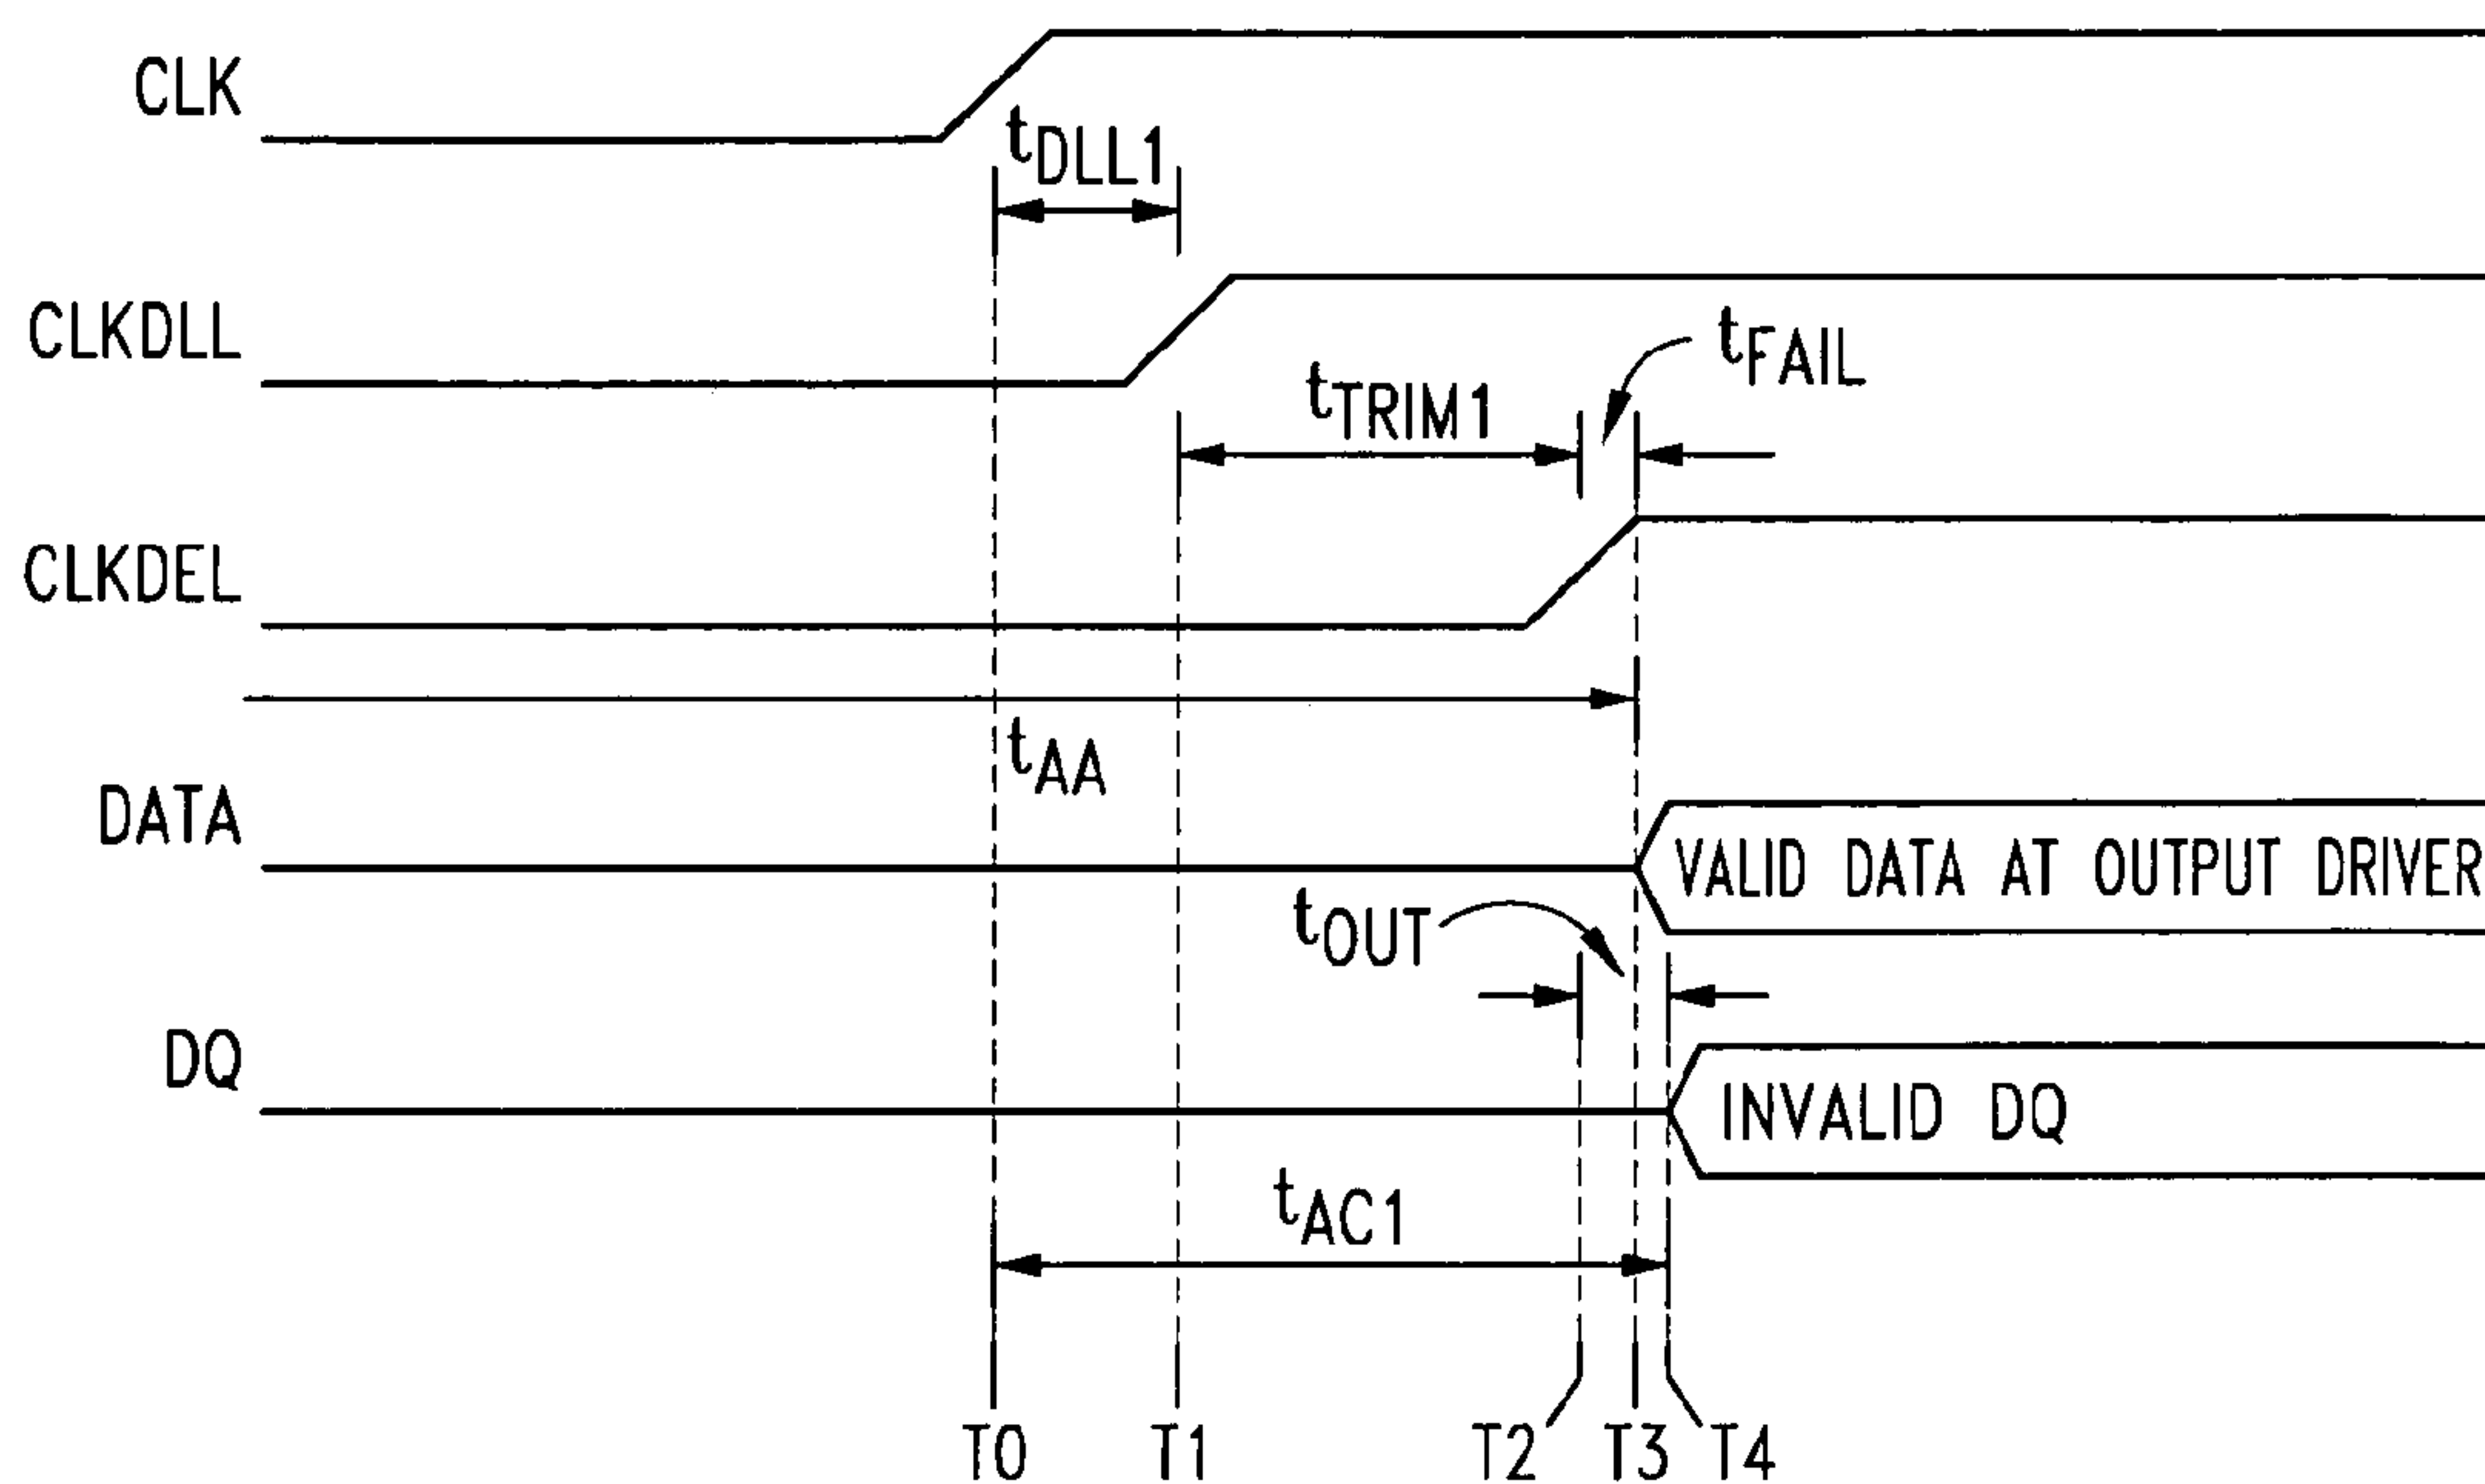 CLK
tDLL1
CLKDLL
tFAIL
tTRIM1
CLKDEL
tAA
DATA
VALID DATA AT OUTPUT DRIVER
tOUT
DQ
INVALID DQ
tAC1
T0 T1 T2 T3 T4